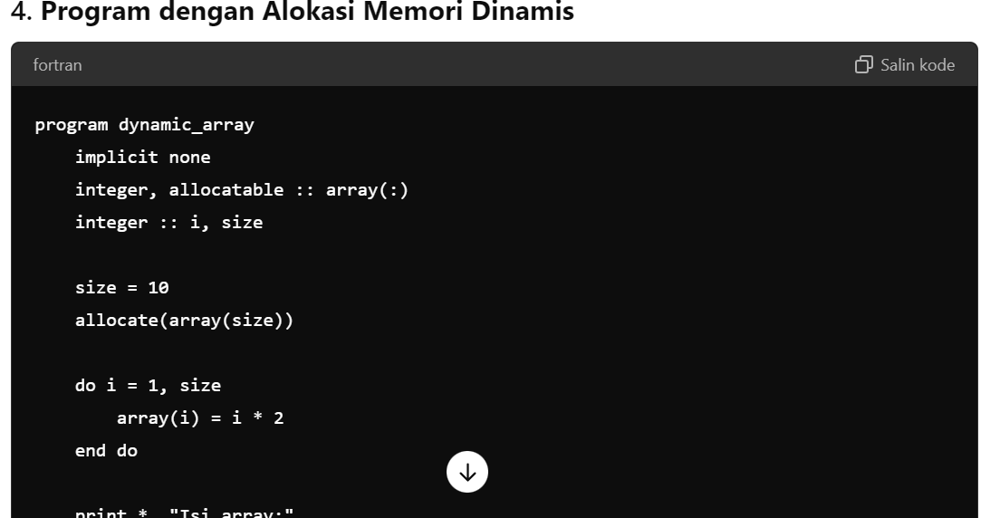 4. Program dengan Alokasi Memori Dinamis
fortran
Salin kode
program dynamic_array
    implicit none
    integer, allocatable :: array(:)
    integer :: i, size
    size = 10
    allocate(array(size))
    do i = 1, size
        array(i) = i * 2
    end do
    print *, "Isi array:"